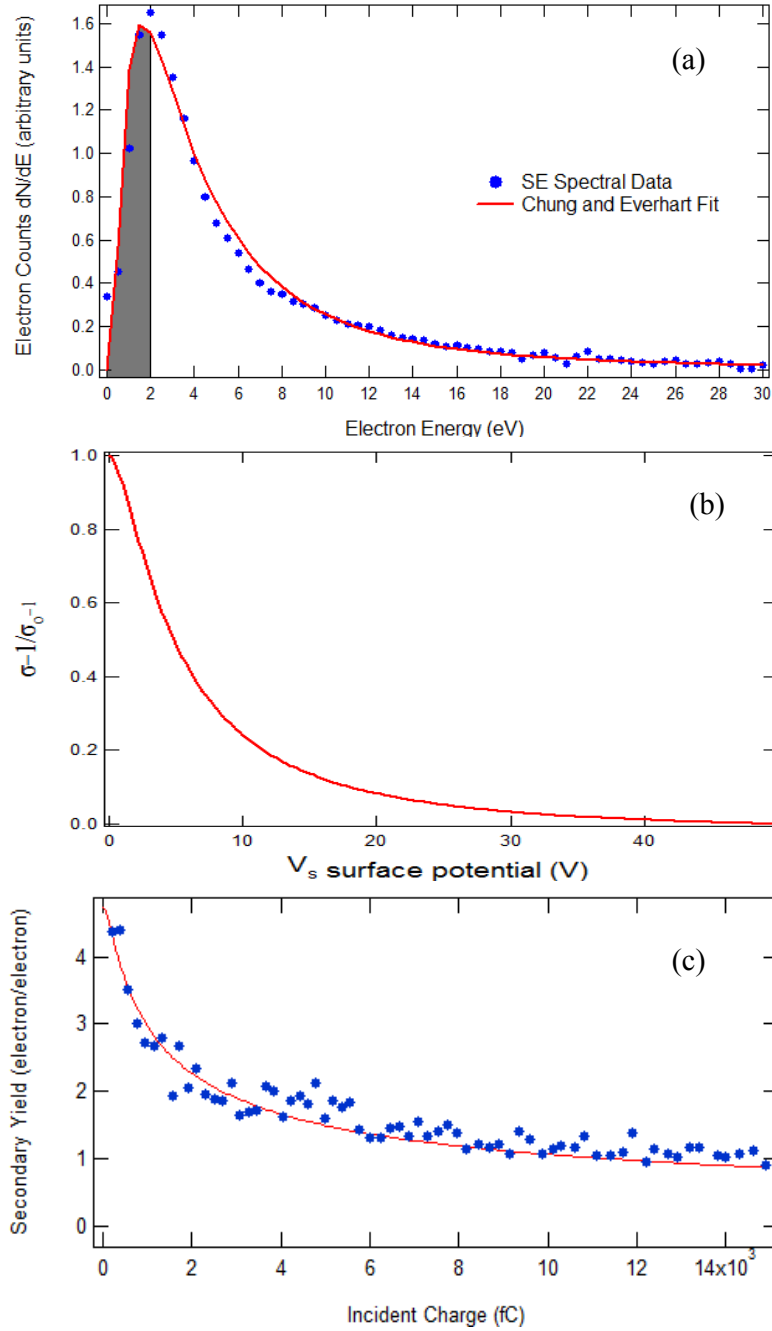 (a)
Electron Counts dN/dE (arbitrary units)
1.6
1.4
1.2
1.0
0.8
0.6
0.4
0.2
0.0
SE Spectral Data
Chung and Everhart Fit
0 2 4 6 8 10 12 14 16 18 20 22 24 26 28 30
Electron Energy (eV)
(b)
σ-1/σ₀-1
1.0
0.8
0.6
0.4
0.2
0.0
0 10 20 30 40
Vₛ surface potential (V)
(c)
Secondary Yield (electron/electron)
4
3
2
1
0
0 2 4 6 8 10 12 14x10³
Incident Charge (fC)